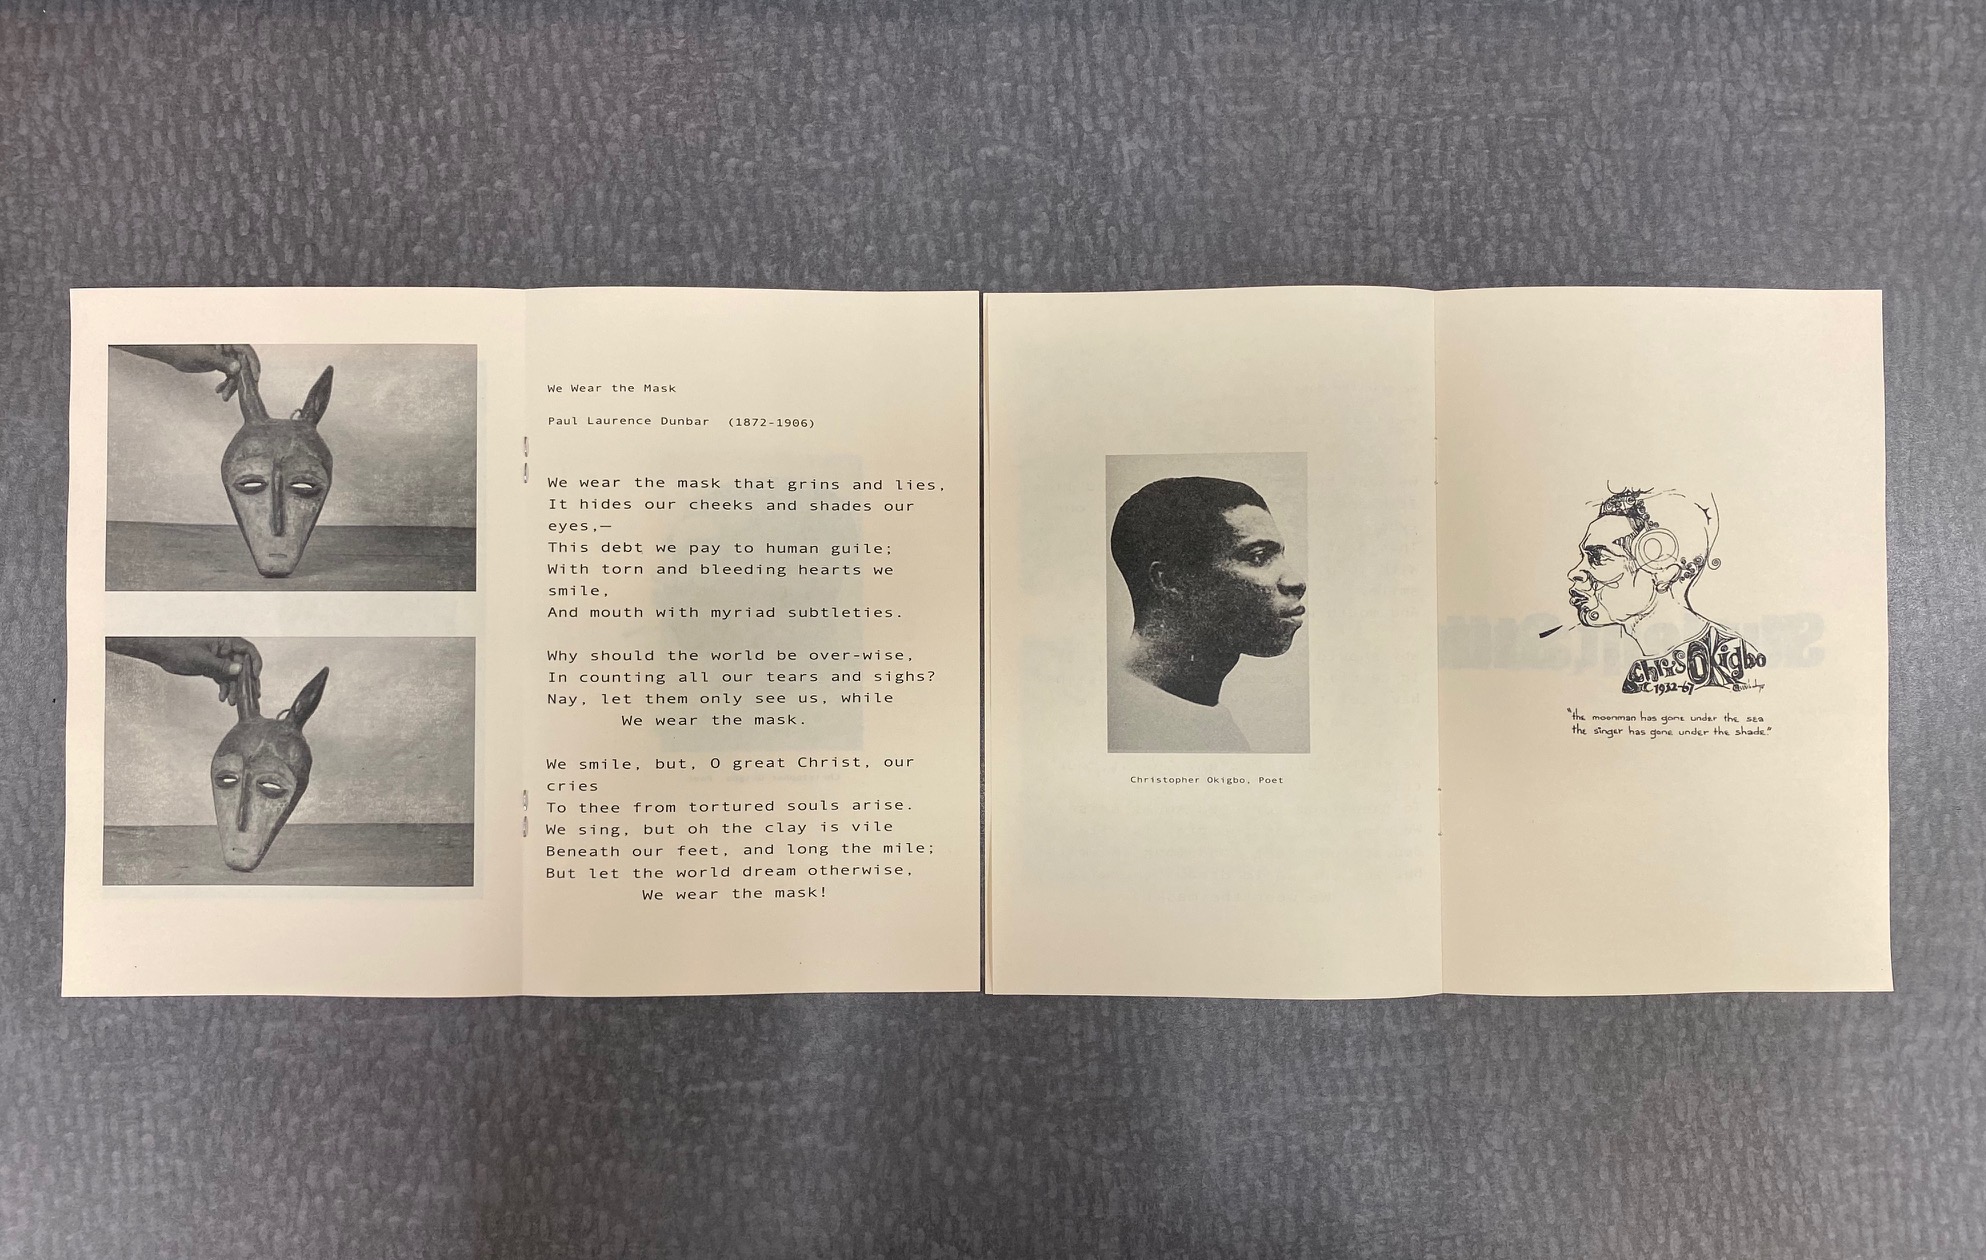 We Wear the Mask
Paul Laurence Dunbar (1872-1906)
We wear the mask that grins and lies,
It hides our cheeks and shades our
eyes,—
This debt we pay to human guile;
With torn and bleeding hearts we
smile,
And mouth with myriad subtleties.
Why should the world be over-wise,
In counting all our tears and sighs?
Nay, let them only see us, while
We wear the mask.
We smile, but, O great Christ, our
cries
To thee from tortured souls arise.
We sing, but oh the clay is vile
Beneath our feet, and long the mile;
But let the world dream otherwise,
We wear the mask!
Christopher Okigbo, Poet
Chris Okigbo
1932-67
"the moonman has gone under the sea
the singer has gone under the shade."